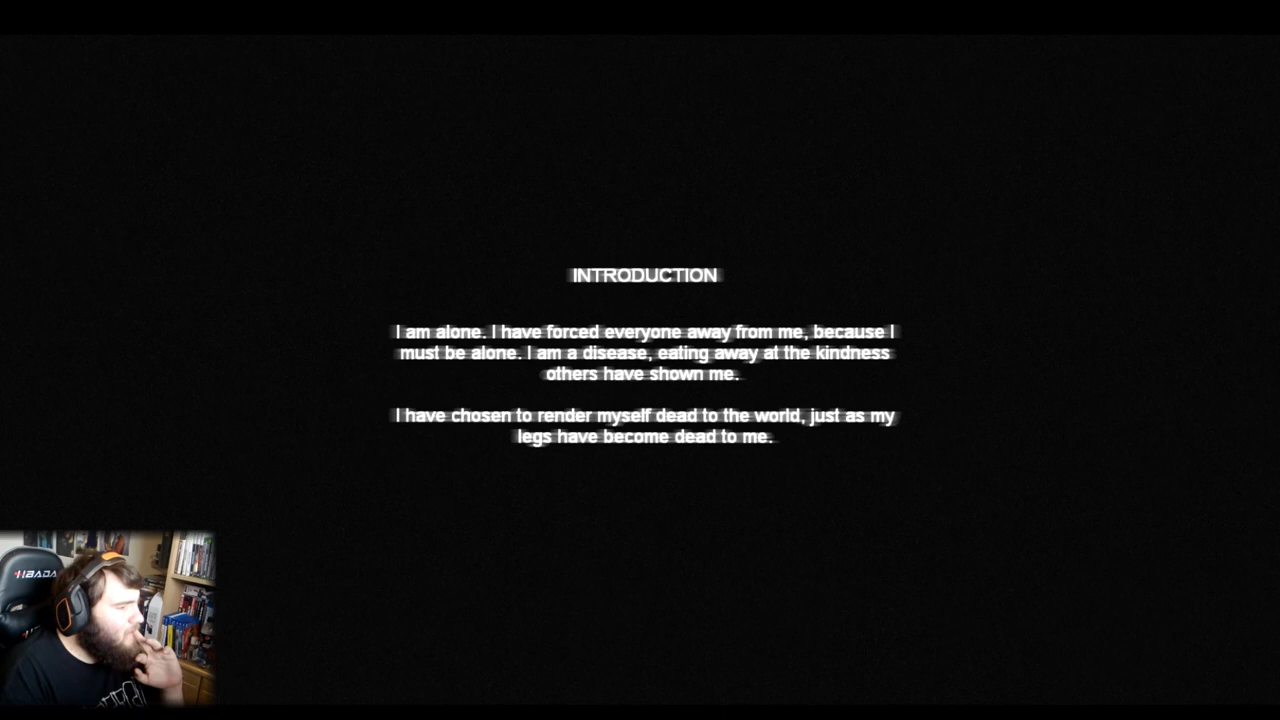 INTRODUCTION
I am alone. I have forced everyone away from me, because I
must be alone. I am a disease, eating away at the kindness
others have shown me.
I have chosen to render myself dead to the world, just as my
legs have become dead to me.
HBADA